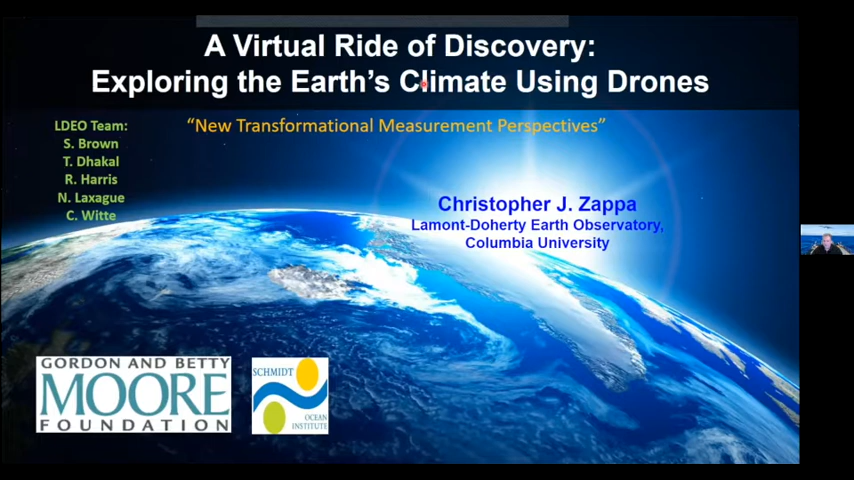 A Virtual Ride of Discovery:
Exploring the Earth's Climate Using Drones
"New Transformational Measurement Perspectives"
LDEO Team:
S. Brown
T. Dhakal
R. Harris
N. Laxague
C. Witte
Christopher J. Zappa
Lamont-Doherty Earth Observatory,
Columbia University
GORDON AND BETTY
MOORE
FOUNDATION
SCHMIDT
OCEAN
INSTITUTE